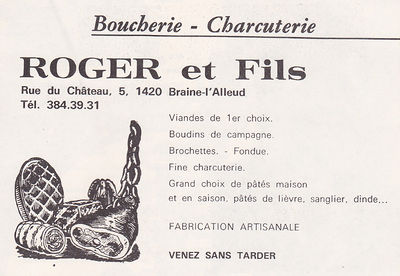 Boucherie - Charcuterie
ROGER et Fils
Rue du Château, 5, 1420 Braine-l'Alleud
Tél. 384.39.31
Viandes de 1er choix.
Boudins de campagne.
Brochettes. - Fondue.
Fine charcuterie.
Grand choix de pâtés maison
et en saison, pâtés de lièvre, sanglier, dinde...
FABRICATION ARTISANALE
VENEZ SANS TARDER